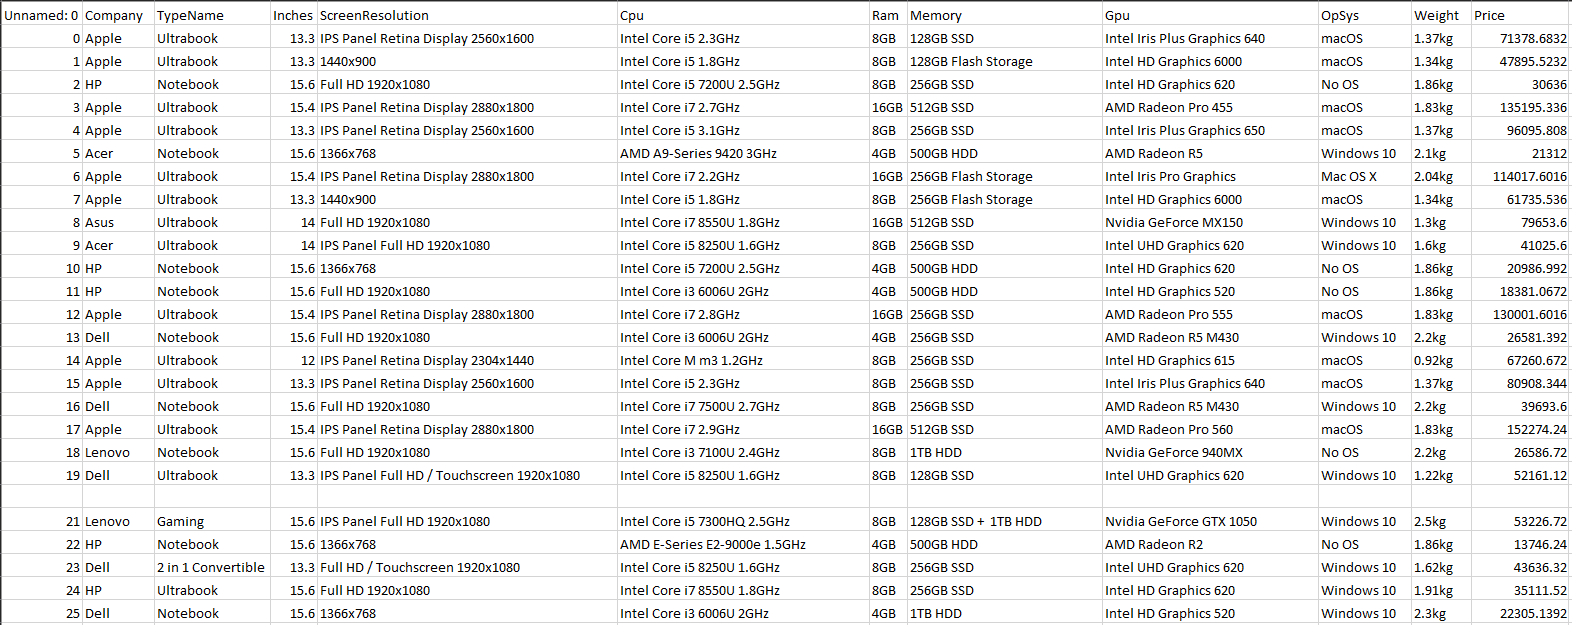 Unnamed: 0 Company TypeName Inches ScreenResolution Cpu Ram Memory Gpu OpSys Weight Price
0 Apple Ultrabook 13.3 IPS Panel Retina Display 2560x1600 Intel Core i5 2.3GHz 8GB 128GB SSD Intel Iris Plus Graphics 640 macOS 1.37kg 71378.6832
1 Apple Ultrabook 13.3 1440x900 Intel Core i5 1.8GHz 8GB 128GB Flash Storage Intel HD Graphics 6000 macOS 1.34kg 47895.5232
2 HP Notebook 15.6 Full HD 1920x1080 Intel Core i5 7200U 2.5GHz 8GB 256GB SSD Intel HD Graphics 620 No OS 1.86kg 30636
3 Apple Ultrabook 15.4 IPS Panel Retina Display 2880x1800 Intel Core i7 2.7GHz 16GB 512GB SSD AMD Radeon Pro 455 macOS 1.83kg 135195.336
4 Apple Ultrabook 13.3 IPS Panel Retina Display 2560x1600 Intel Core i5 3.1GHz 8GB 256GB SSD Intel Iris Plus Graphics 650 macOS 1.37kg 96095.808
5 Acer Notebook 15.6 1366x768 AMD A9-Series 9420 3GHz 4GB 500GB HDD AMD Radeon R5 Windows 10 2.1kg 21312
6 Apple Ultrabook 15.4 IPS Panel Retina Display 2880x1800 Intel Core i7 2.2GHz 16GB 256GB Flash Storage Intel Iris Pro Graphics Mac OS X 2.04kg 114017.6016
7 Apple Ultrabook 13.3 1440x900 Intel Core i5 1.8GHz 8GB 256GB Flash Storage Intel HD Graphics 6000 macOS 1.34kg 61735.536
8 Asus Ultrabook 14 Full HD 1920x1080 Intel Core i7 8550U 1.8GHz 16GB 512GB SSD Nvidia GeForce MX150 Windows 10 1.3kg 79653.6
9 Acer Ultrabook 14 IPS Panel Full HD 1920x1080 Intel Core i5 8250U 1.6GHz 8GB 256GB SSD Intel UHD Graphics 620 Windows 10 1.6kg 41025.6
10 HP Notebook 15.6 1366x768 Intel Core i5 7200U 2.5GHz 4GB 500GB HDD Intel HD Graphics 620 No OS 1.86kg 20986.992
11 HP Notebook 15.6 Full HD 1920x1080 Intel Core i3 6006U 2GHz 4GB 500GB HDD Intel HD Graphics 520 No OS 1.86kg 18381.0672
12 Apple Ultrabook 15.4 IPS Panel Retina Display 2880x1800 Intel Core i7 2.8GHz 16GB 256GB SSD AMD Radeon Pro 555 macOS 1.83kg 130001.6016
13 Dell Notebook 15.6 Full HD 1920x1080 Intel Core i3 6006U 2GHz 4GB 256GB SSD AMD Radeon R5 M430 Windows 10 2.2kg 26581.392
14 Apple Ultrabook 12 IPS Panel Retina Display 2304x1440 Intel Core M m3 1.2GHz 8GB 256GB SSD Intel HD Graphics 615 macOS 0.92kg 67260.672
15 Apple Ultrabook 13.3 IPS Panel Retina Display 2560x1600 Intel Core i5 2.3GHz 8GB 256GB SSD Intel Iris Plus Graphics 640 macOS 1.37kg 80908.344
16 Dell Notebook 15.6 Full HD 1920x1080 Intel Core i7 7500U 2.7GHz 8GB 256GB SSD AMD Radeon R5 M430 Windows 10 2.2kg 39693.6
17 Apple Ultrabook 15.4 IPS Panel Retina Display 2880x1800 Intel Core i7 2.9GHz 16GB 512GB SSD AMD Radeon Pro 560 macOS 1.83kg 152274.24
18 Lenovo Notebook 15.6 Full HD 1920x1080 Intel Core i3 7100U 2.4GHz 8GB 1TB HDD Nvidia GeForce 940MX No OS 2.2kg 26586.72
19 Dell Ultrabook 13.3 IPS Panel Full HD / Touchscreen 1920x1080 Intel Core i5 8250U 1.6GHz 8GB 128GB SSD Intel UHD Graphics 620 Windows 10 1.22kg 52161.12
21 Lenovo Gaming 15.6 IPS Panel Full HD 1920x1080 Intel Core i5 7300HQ 2.5GHz 8GB 128GB SSD + 1TB HDD Nvidia GeForce GTX 1050 Windows 10 2.5kg 53226.72
22 HP Notebook 15.6 1366x768 AMD E-Series E2-9000e 1.5GHz 4GB 500GB HDD AMD Radeon R2 No OS 1.86kg 13746.24
23 Dell 2 in 1 Convertible 13.3 Full HD / Touchscreen 1920x1080 Intel Core i5 8250U 1.6GHz 8GB 256GB SSD Intel UHD Graphics 620 Windows 10 1.62kg 43636.32
24 HP Ultrabook 15.6 Full HD 1920x1080 Intel Core i7 8550U 1.8GHz 8GB 256GB SSD Intel HD Graphics 620 Windows 10 1.91kg 35111.52
25 Dell Notebook 15.6 1366x768 Intel Core i3 6006U 2GHz 4GB 1TB HDD Intel HD Graphics 520 Windows 10 2.3kg 22305.1392